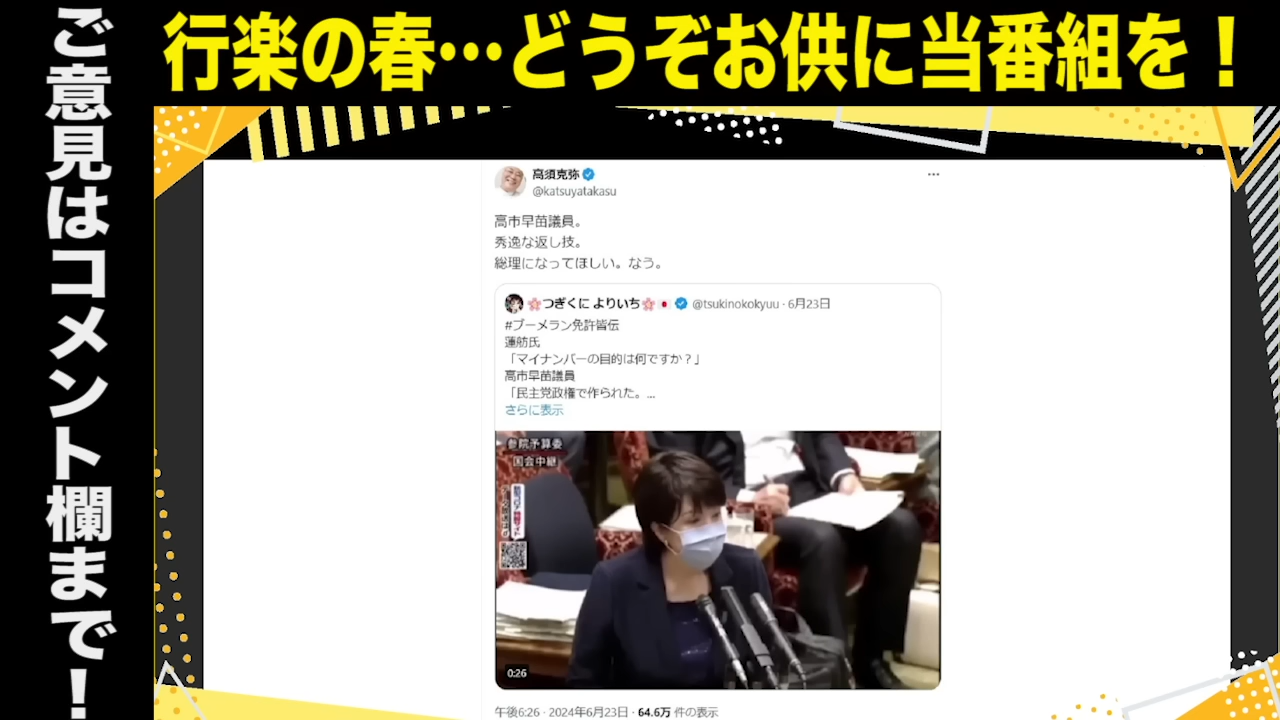 行楽の春…どうぞお供に当番組を！
ご意見はコメント欄まで！
高須克弥
@katsuyatakasu
高市早苗議員。
秀逸な返し技。
総理になってほしい。なう。
つぎくに よりいち
@tsukinokokyuu · 6月23日
#ブーメラン免許皆伝
蓮舫氏
「マイナンバーの目的は何ですか？」
高市早苗議員
「民主党政権で作られた。...
さらに表示
参院予算委
国会中継
0:26
午後6:26 · 2024年6月23日 · 64.6万 件の表示